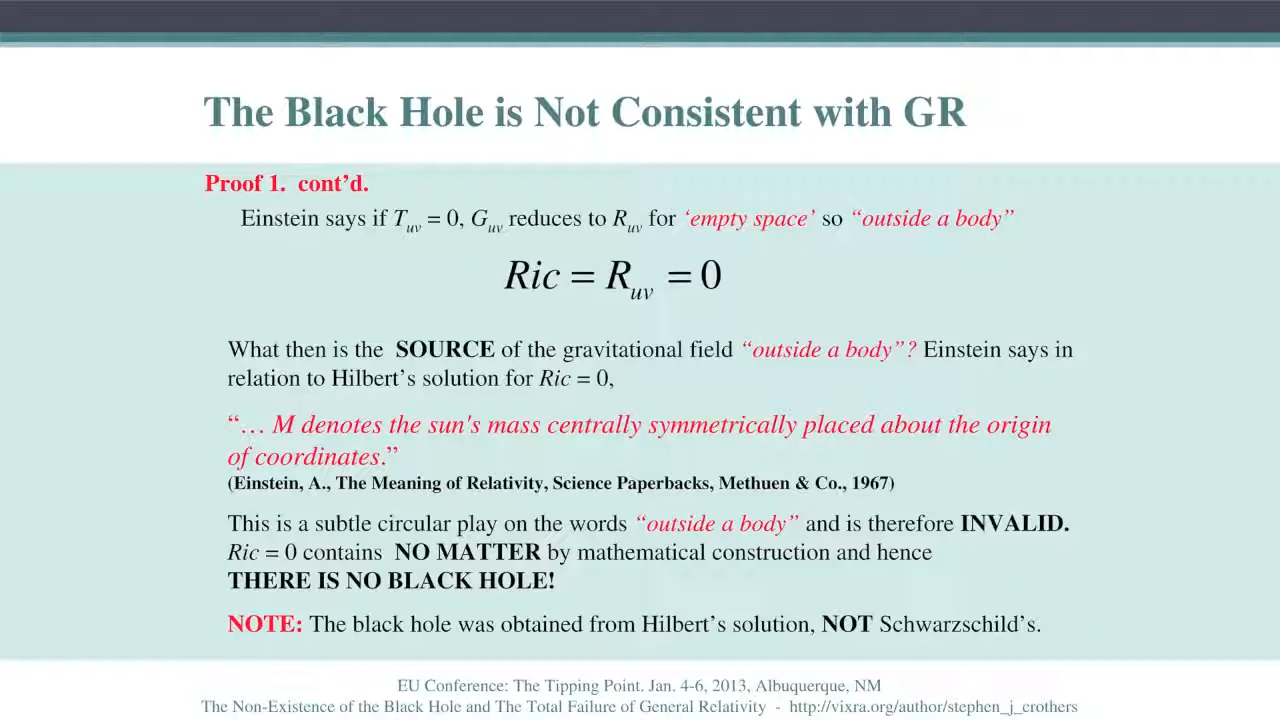 The Black Hole is Not Consistent with GR
Proof 1. cont’d.
Einstein says if Tuv = 0, Guv reduces to Ruv for ‘empty space’ so “outside a body”
Ric = Ruv = 0
What then is the SOURCE of the gravitational field “outside a body”? Einstein says in
relation to Hilbert’s solution for Ric = 0,
“… M denotes the sun's mass centrally symmetrically placed about the origin
of coordinates.”
(Einstein, A., The Meaning of Relativity, Science Paperbacks, Methuen & Co., 1967)
This is a subtle circular play on the words “outside a body” and is therefore INVALID.
Ric = 0 contains NO MATTER by mathematical construction and hence
THERE IS NO BLACK HOLE!
NOTE: The black hole was obtained from Hilbert’s solution, NOT Schwarzschild’s.
EU Conference: The Tipping Point. Jan. 4-6, 2013, Albuquerque, NM
The Non-Existence of the Black Hole and The Total Failure of General Relativity - http://vixra.org/author/stephen_j_crothers